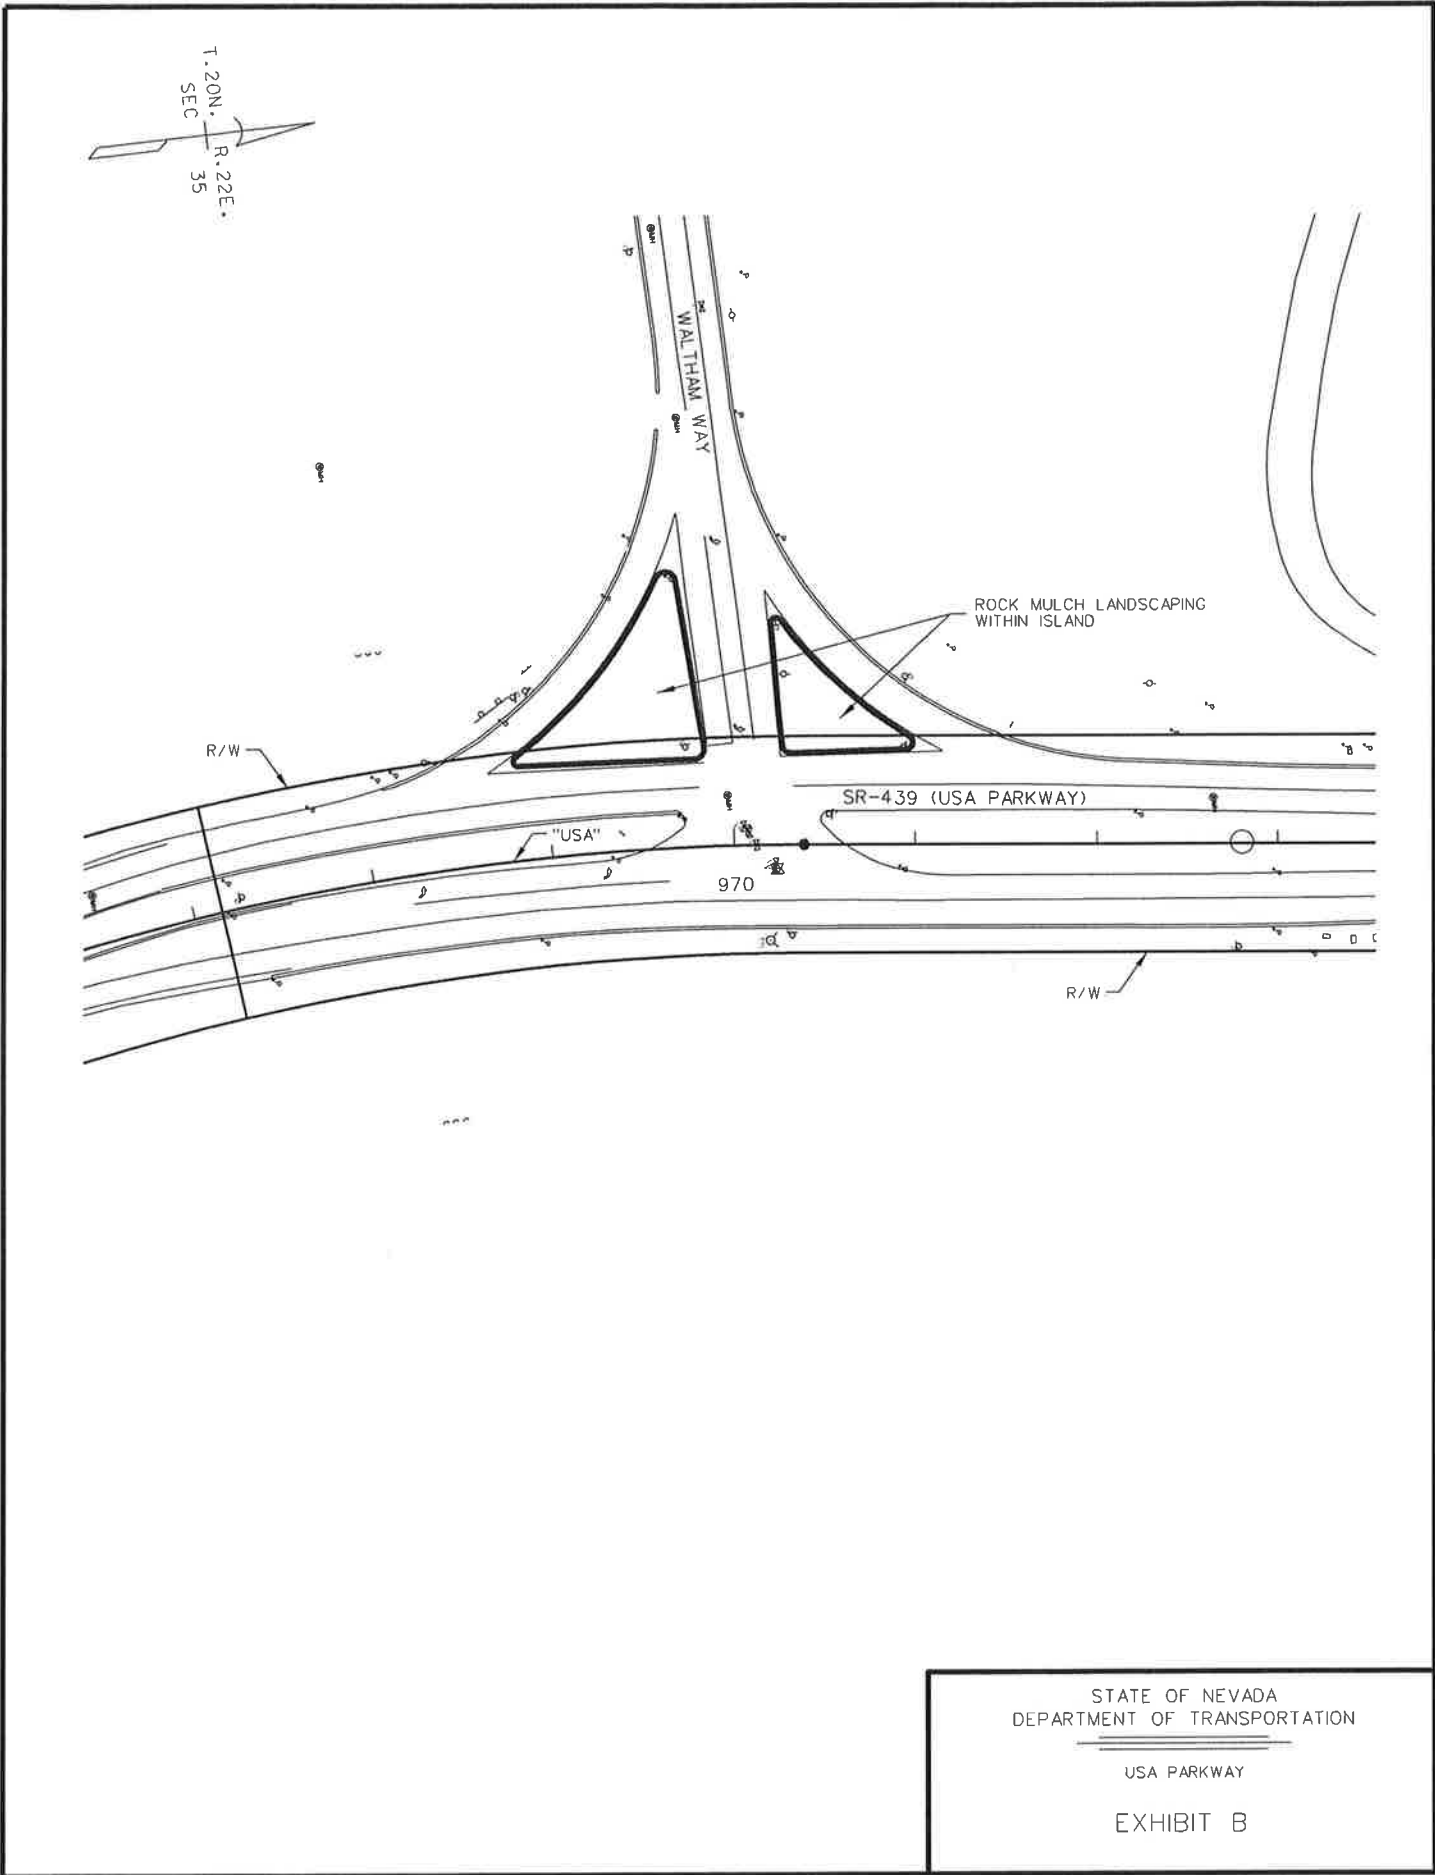 T.20N. R.22E.
SEC 35
WALTHAM WAY
ROCK MULCH LANDSCAPING
WITHIN ISLAND
R/W
SR-439 (USA PARKWAY)
"USA"
970
R/W
STATE OF NEVADA
DEPARTMENT OF TRANSPORTATION
USA PARKWAY
EXHIBIT B